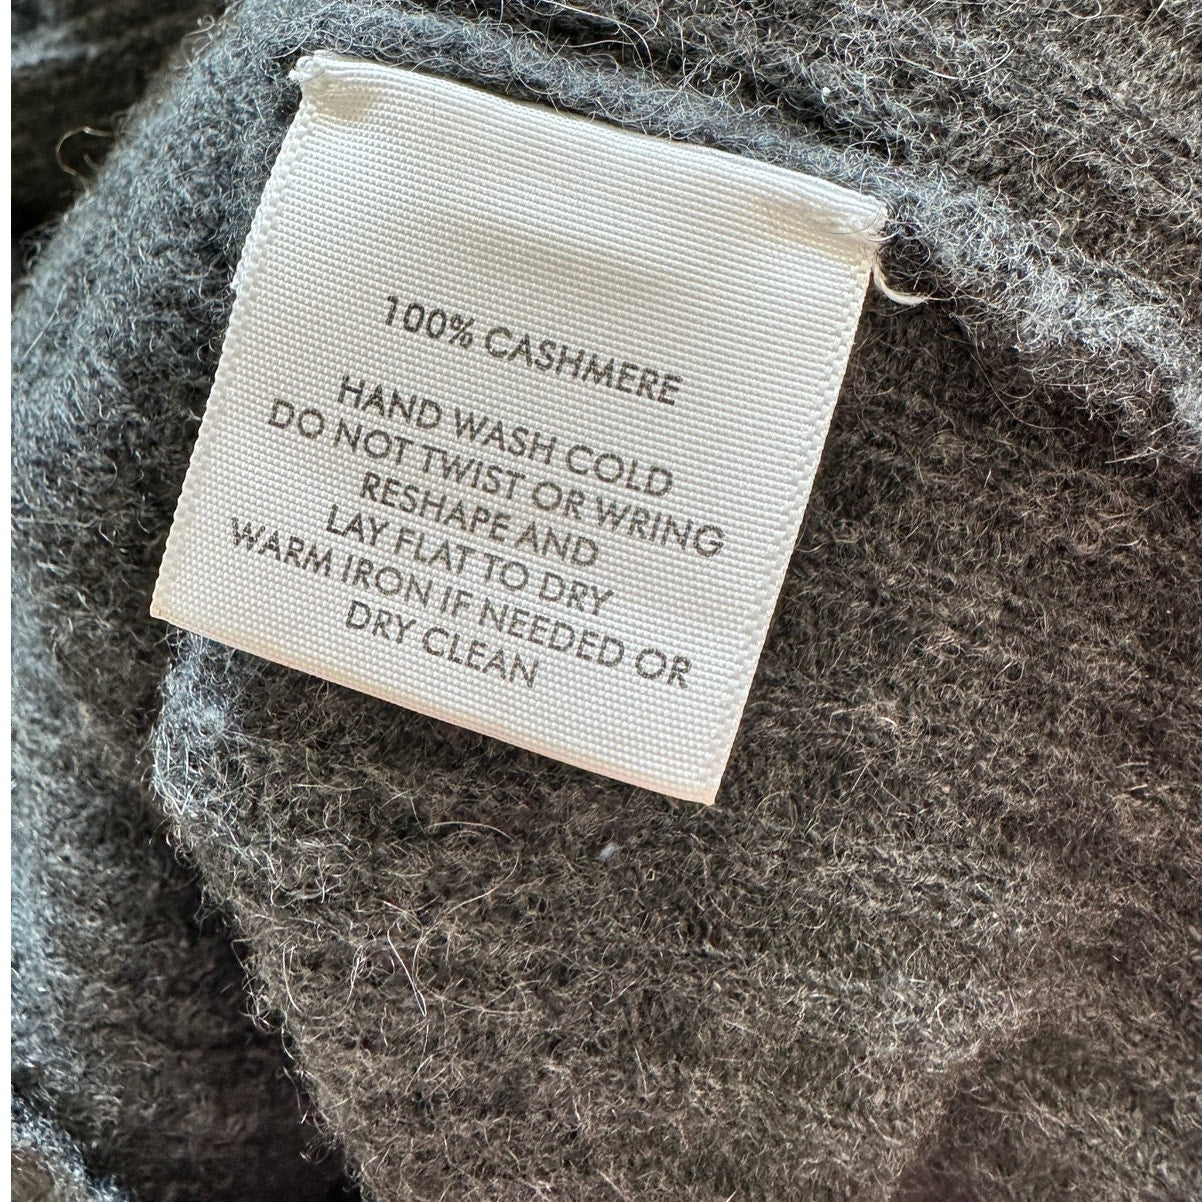 100% CASHMERE
HAND WASH COLD
DO NOT TWIST OR WRING
RESHAPE AND
LAY FLAT TO DRY
WARM IRON IF NEEDED OR
DRY CLEAN